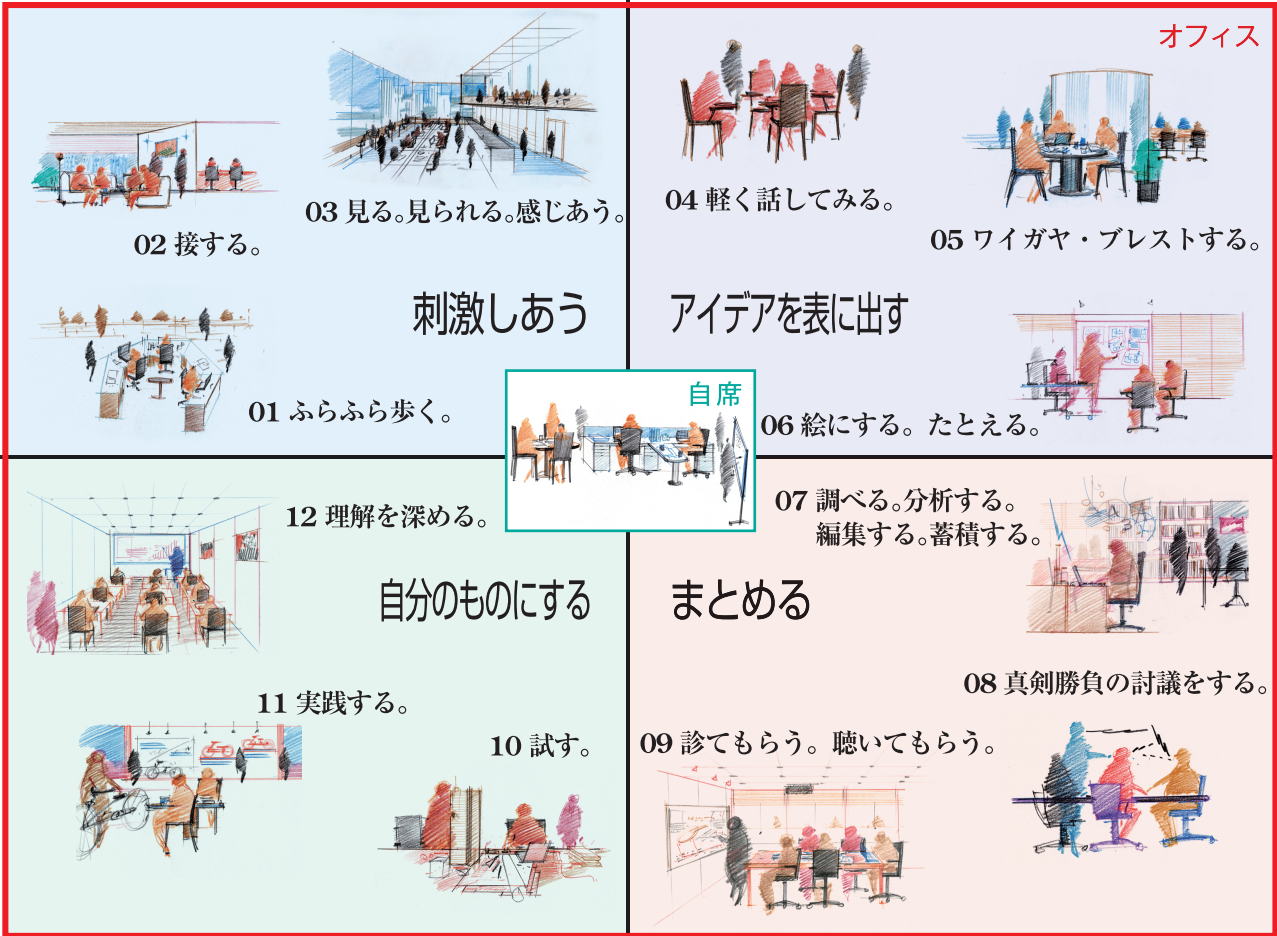 オフィス
03 見る。見られる。感じあう。
02 接する。
刺激しあう
01 ふらふら歩く。
04 軽く話してみる。
05 ワイガヤ・ブレストする。
アイデアを表に出す
06 絵にする。たとえる。
自席
12 理解を深める。
自分のものにする
11 実践する。
10 試す。
07 調べる。分析する。
編集する。蓄積する。
まとめる
08 真剣勝負の討議をする。
09 診てもらう。聴いてもらう。